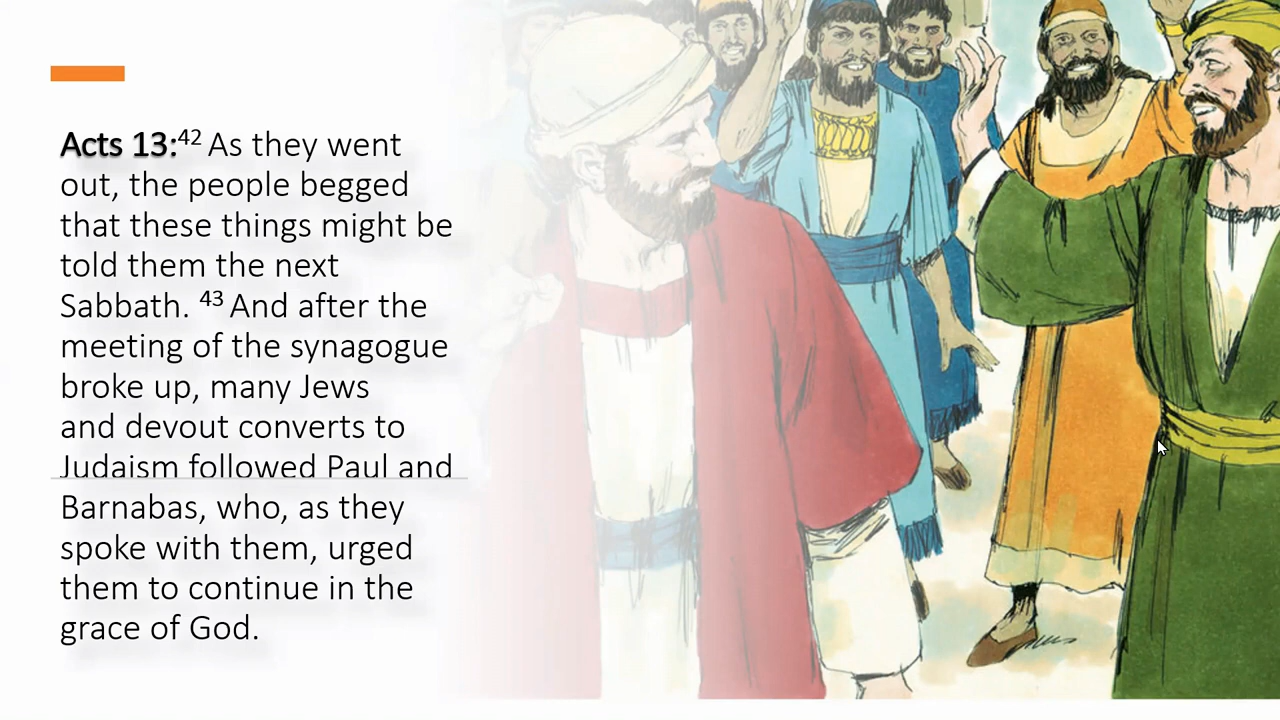 Acts 13:42 As they went
out, the people begged
that these things might be
told them the next
Sabbath. 43 And after the
meeting of the synagogue
broke up, many Jews
and devout converts to
Judaism followed Paul and
Barnabas, who, as they
spoke with them, urged
them to continue in the
grace of God.